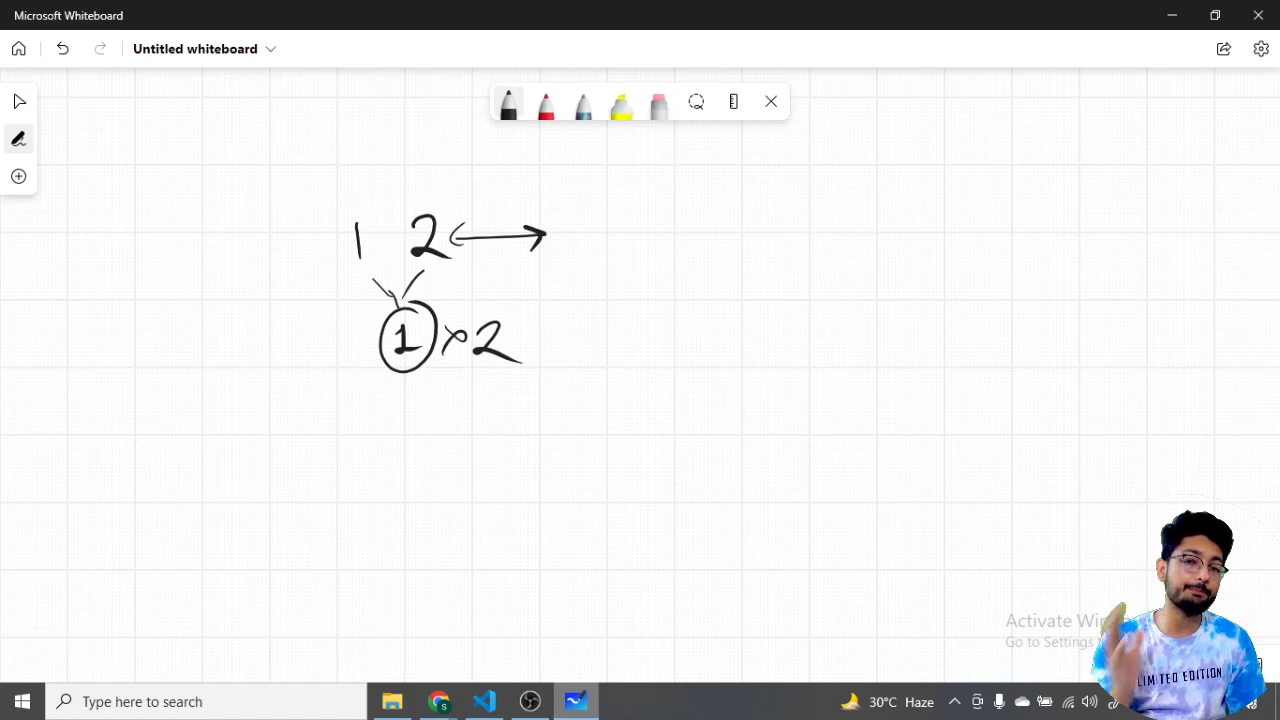 Microsoft Whiteboard
Untitled whiteboard
1 2
1 × 2
Activate Win
Go to Settings
LIMITED EDITION
Type here to search
30°C Haze